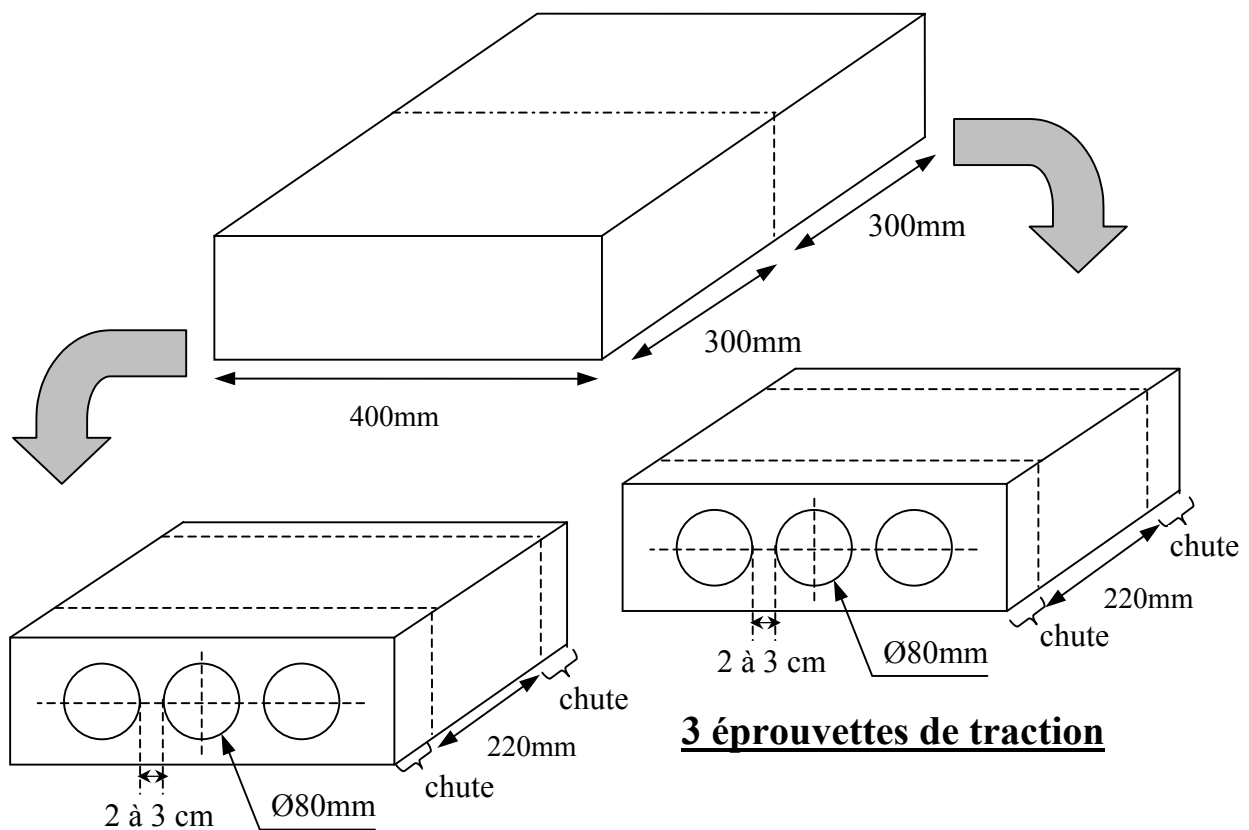 300mm
300mm
400mm
chute
220mm
chute
2 à 3 cm
Ø80mm
3 éprouvettes de traction
chute
220mm
chute
2 à 3 cm
Ø80mm